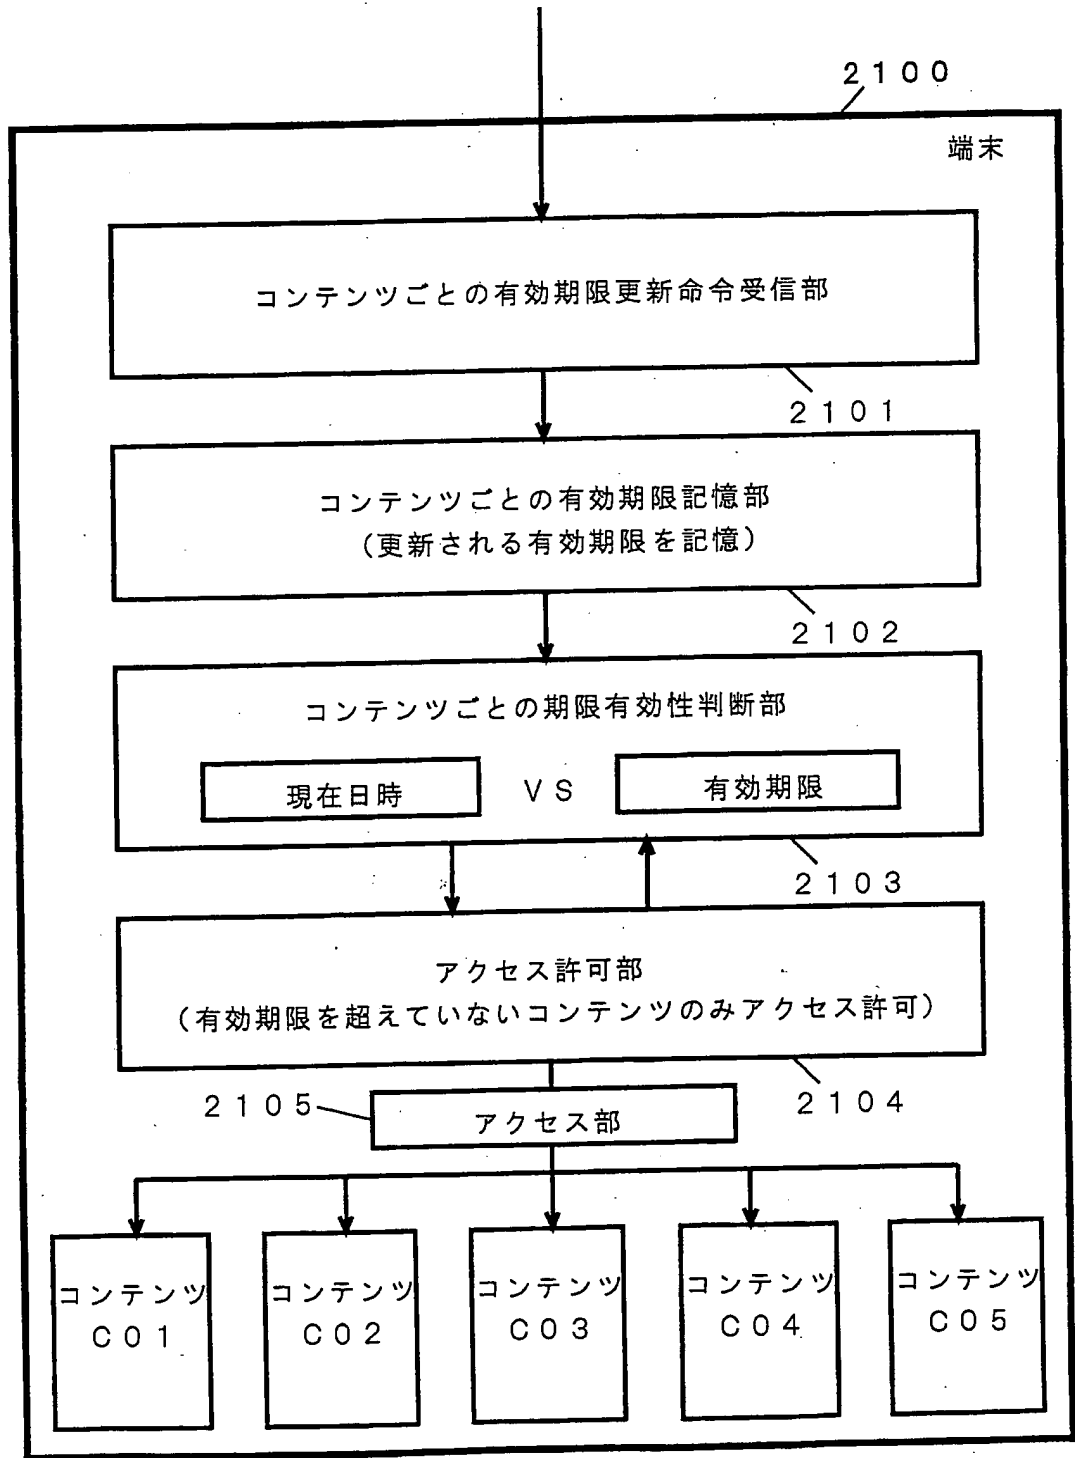 ２１００
端末
コンテンツごとの有効期限更新命令受信部
２１０１
コンテンツごとの有効期限記憶部
（更新される有効期限を記憶）
２１０２
コンテンツごとの期限有効性判断部
現在日時
ＶＳ
有効期限
２１０３
アクセス許可部
（有効期限を超えていないコンテンツのみアクセス許可）
２１０４
２１０５
アクセス部
コンテンツ
Ｃ０１
コンテンツ
Ｃ０２
コンテンツ
Ｃ０３
コンテンツ
Ｃ０４
コンテンツ
Ｃ０５